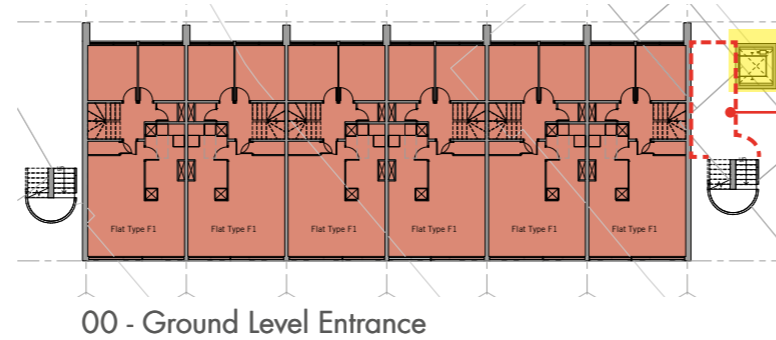 Flat Type F1 Flat Type F1 Flat Type F1 Flat Type F1 Flat Type F1 Flat Type F1
00 - Ground Level Entrance